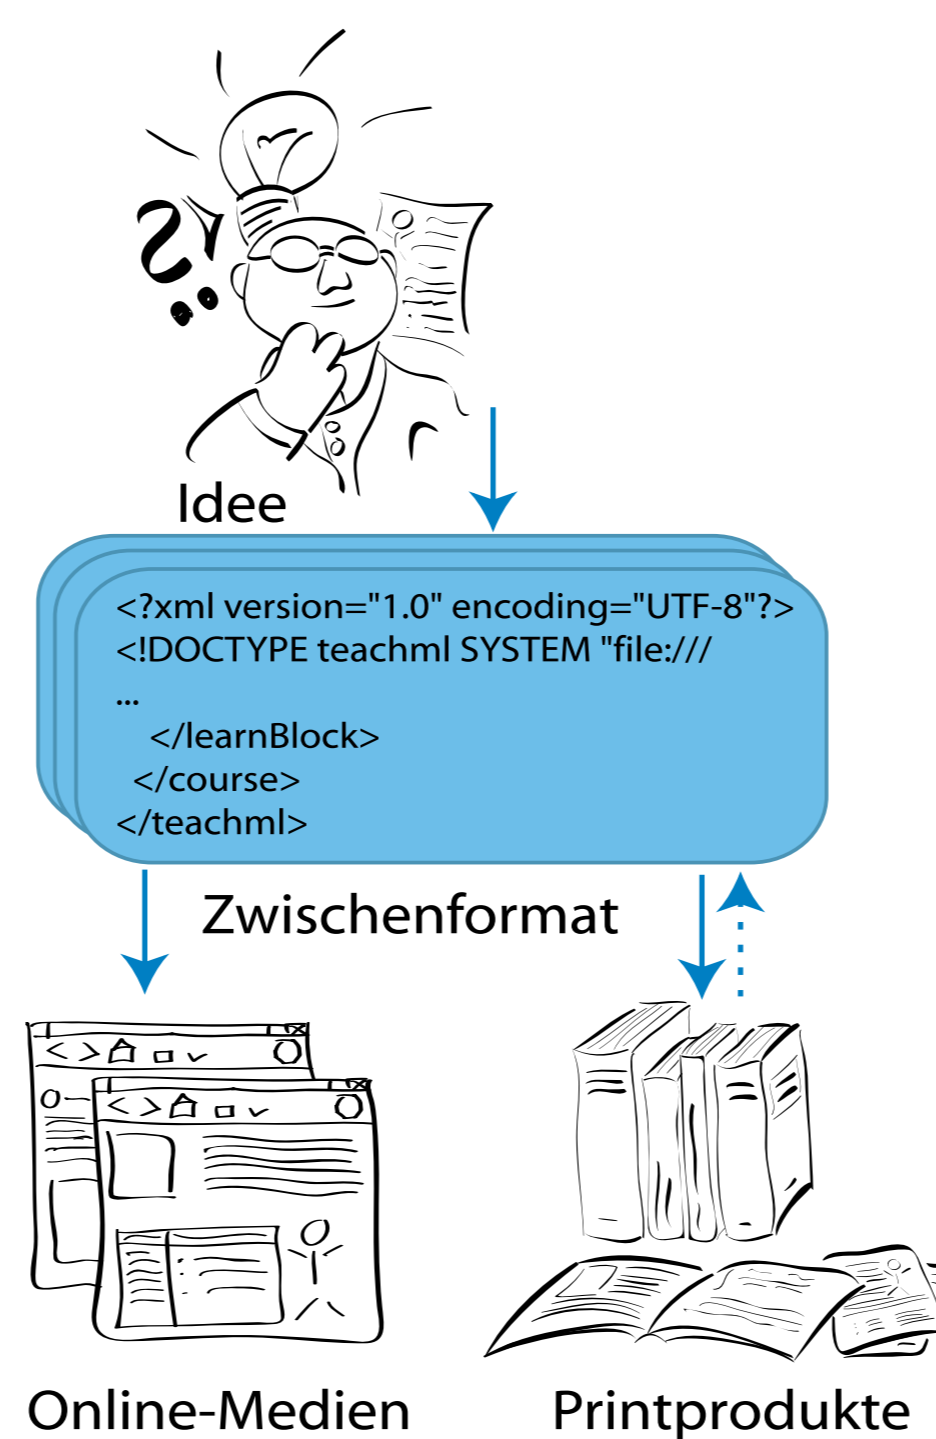 Idee
<?xml version="1.0" encoding="UTF-8"?>
<!DOCTYPE teachml SYSTEM "file:///
...
</learnBlock>
</course>
</teachml>
Zwischenformat
Online-Medien
Printprodukte